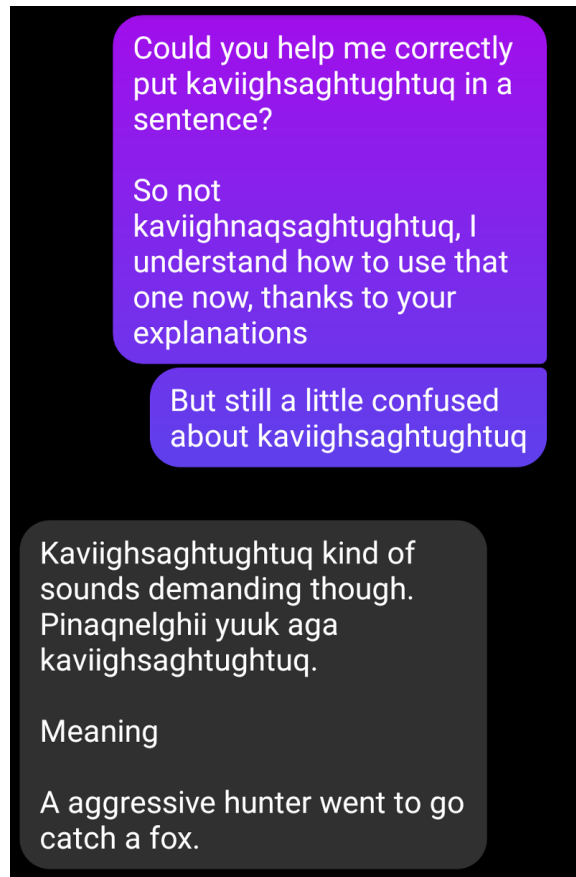 Could you help me correctly
put kaviighsaghtughtuq in a
sentence?
So not
kaviighnaqsaghtughtuq, I
understand how to use that
one now, thanks to your
explanations
But still a little confused
about kaviighsaghtughtuq
Kaviighsaghtughtuq kind of
sounds demanding though.
Pinaqnelghii yuuk aga
kaviighsaghtughtuq.
Meaning
A aggressive hunter went to go
catch a fox.